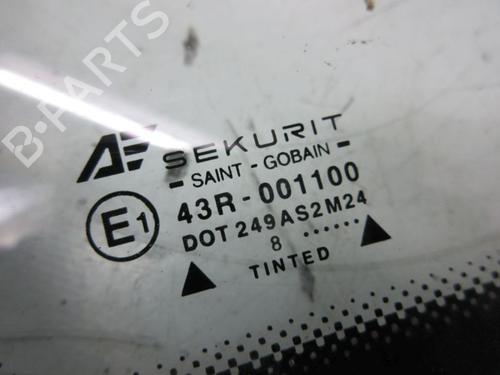 B-PARTS
SEKURIT
- SAINT - GOBAIN -
E1
43R - 001100
DOT 249 AS2 M24
8 ......
TINTED